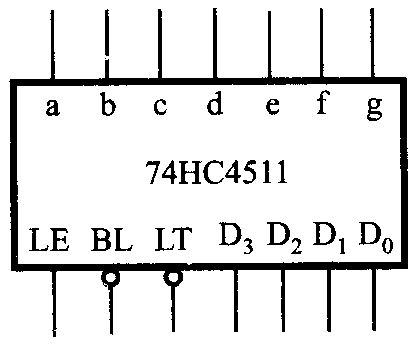 a b c d e f g
74HC4511
LE BL LT D₃ D₂ D₁ D₀